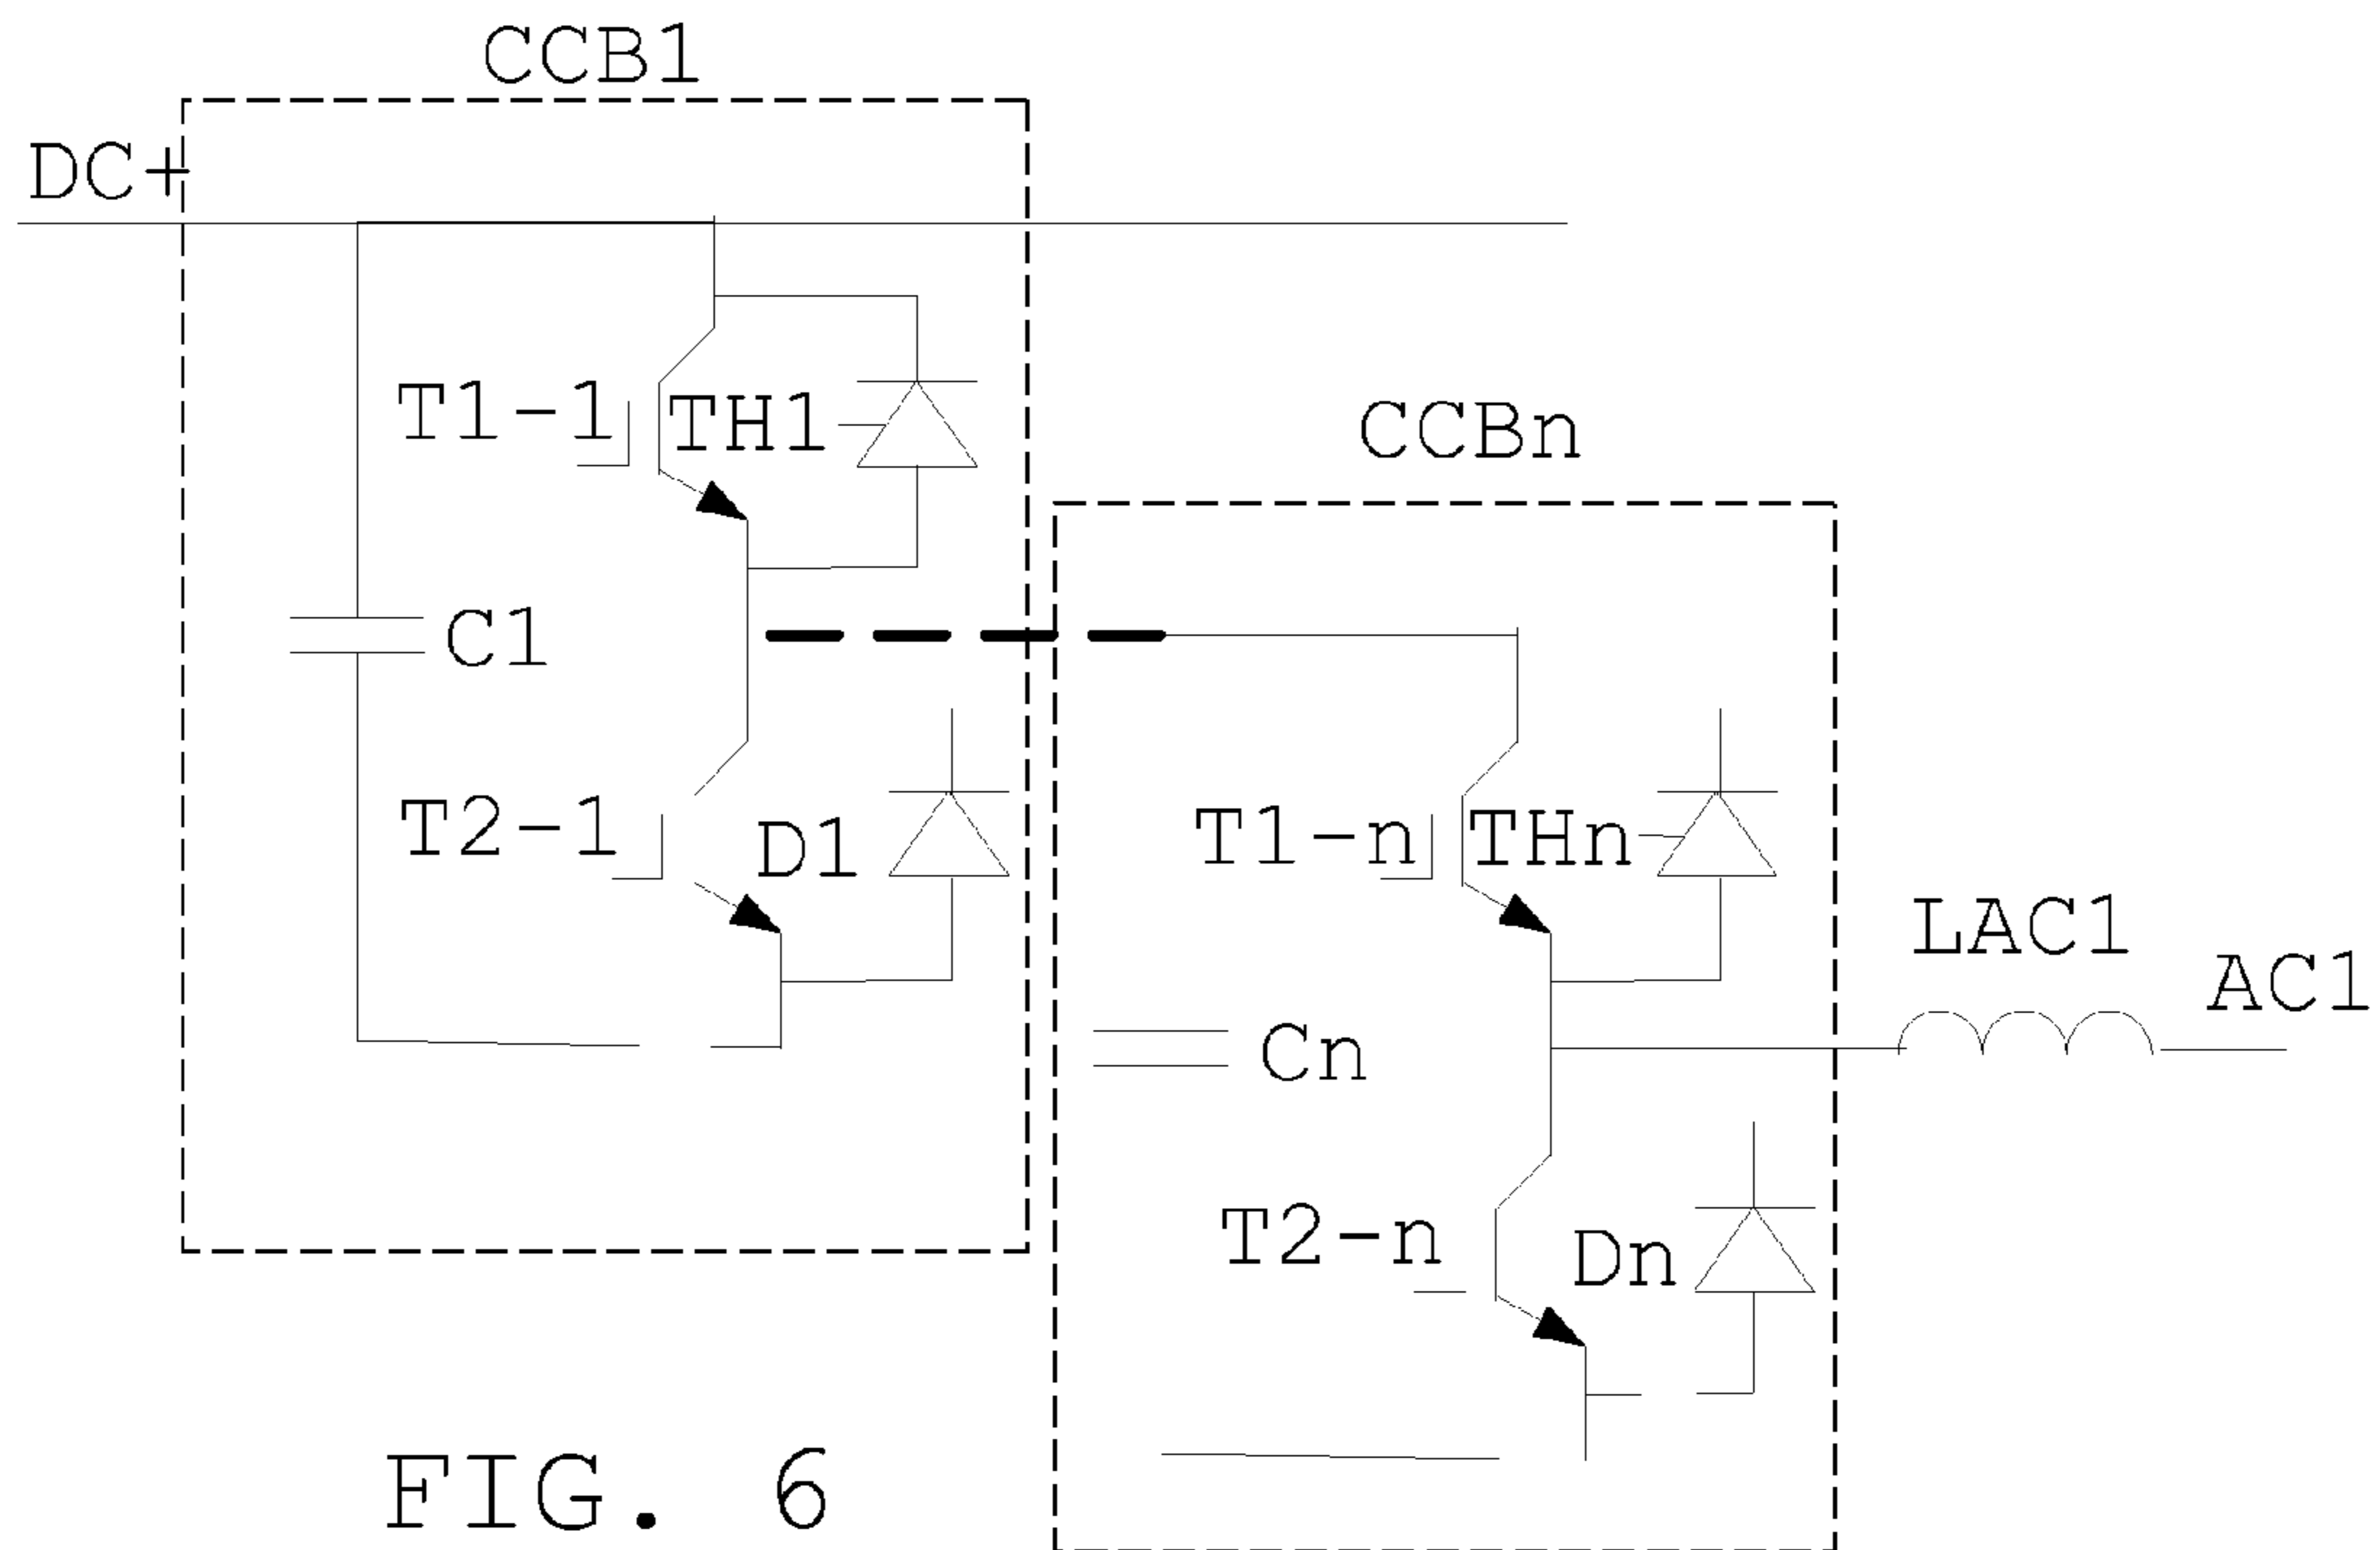 CCB1
DC+
T1-1
TH1
CCBn
C1
T2-1
D1
T1-n
THn
LAC1
AC1
Cn
T2-n
Dn
FIG. 6